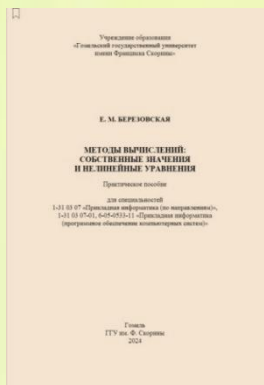 Учреждение образования
«Гомельский государственный университет
имени Франциска Скорины»
Е. М. БЕРЕЗОВСКАЯ
МЕТОДЫ ВЫЧИСЛЕНИЙ:
СОБСТВЕННЫЕ ЗНАЧЕНИЯ
И НЕЛИНЕЙНЫЕ УРАВНЕНИЯ
Практическое пособие
для специальностей
1-31 03 07 «Прикладная информатика (по направлениям)»,
1-31 03 07-01, 6-05-0533-11 «Прикладная информатика
(программное обеспечение компьютерных систем)»
Гомель
ГГУ им. Ф. Скорины
2024